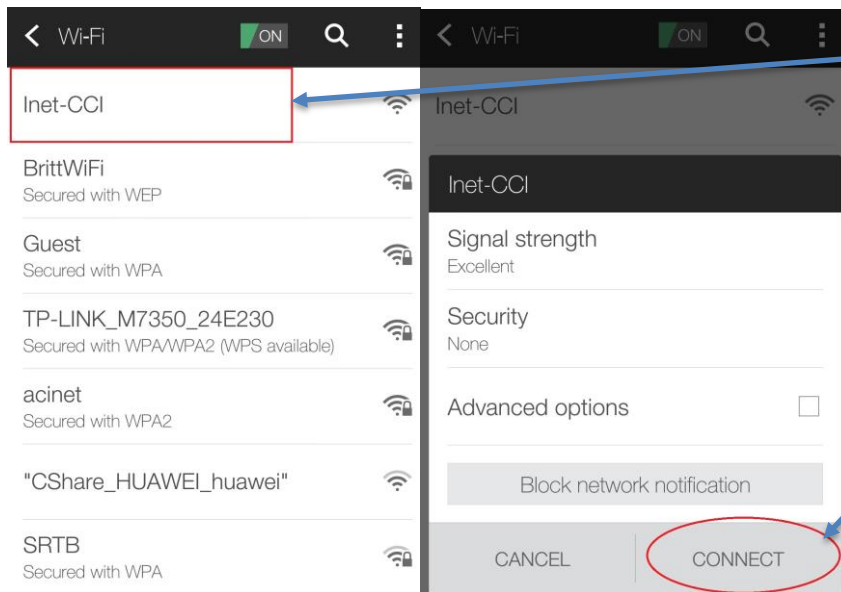 Wi-Fi
ON
Inet-CCI
BrittWiFi
Secured with WEP
Guest
Secured with WPA
TP-LINK_M7350_24E230
Secured with WPA/WPA2 (WPS available)
acinet
Secured with WPA2
"CShare_HUAWEI_huawei"
SRTB
Secured with WPA
Wi-Fi
ON
Inet-CCI
Inet-CCI
Signal strength
Excellent
Security
None
Advanced options
Block network notification
CANCEL
CONNECT